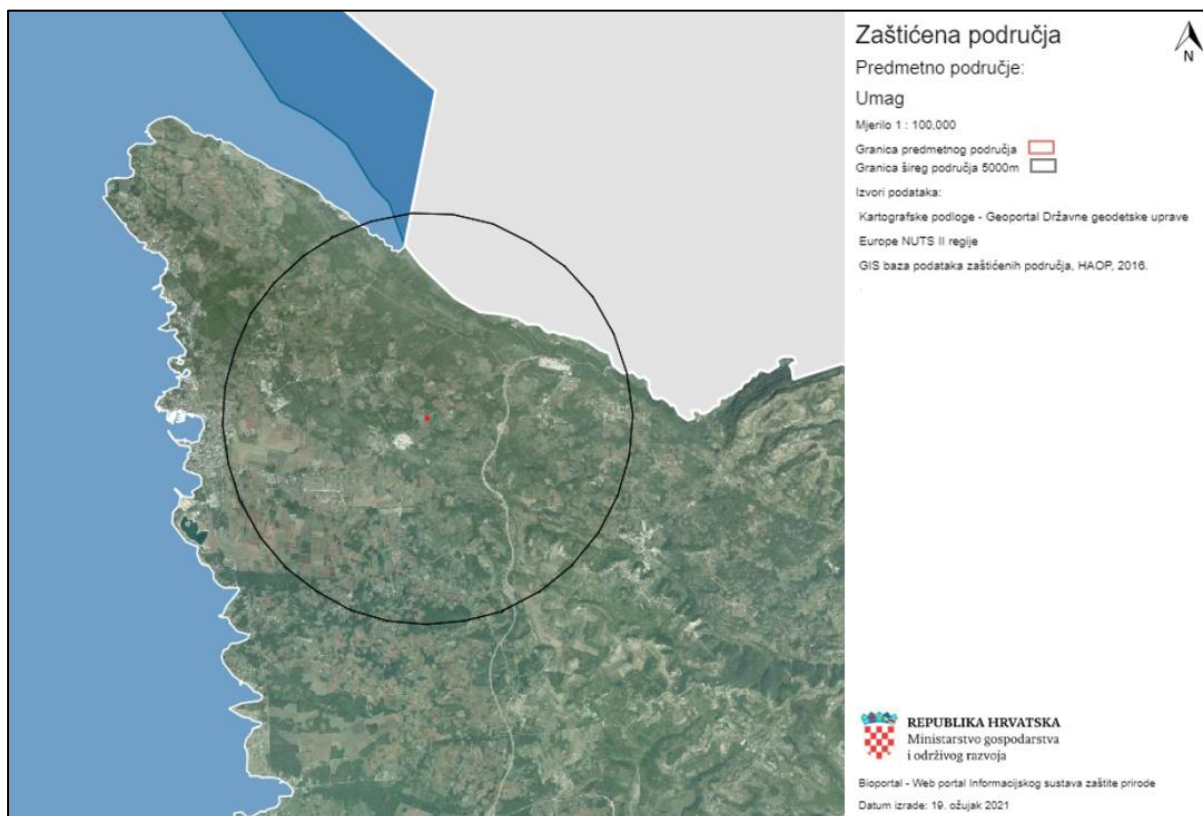 Zaštićena područja
N
Predmetno područje:
Umag
Mjerilo 1 : 100,000
Granica predmetnog područja
Granica šireg područja 5000m
Izvori podataka:
Kartografske podloge - Geoportal Državne geodetske uprave
Europe NUTS II regije
GIS baza podataka zaštićenih područja, HAOP, 2016.
REPUBLIKA HRVATSKA
Ministarstvo gospodarstva
i održivog razvoja
Bioportal - Web portal Informacijskog sustava zaštite prirode
Datum izrade: 19. ožujak 2021